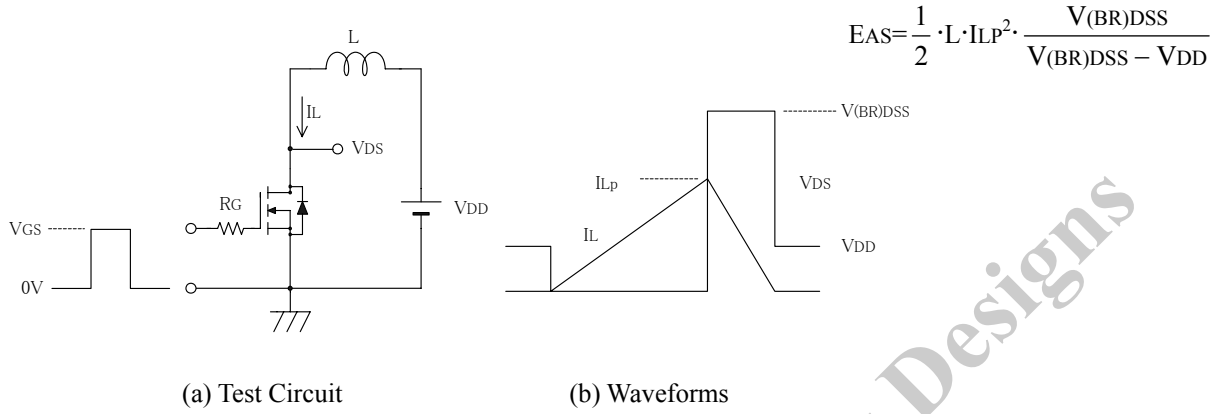 EAS= 1/2 ·L·ILP²· V(BR)DSS / V(BR)DSS – VDD
L
IL
VDS
RG
VDD
VGS
0V
V(BR)DSS
ILp
VDS
IL
VDD
(a) Test Circuit
(b) Waveforms
Designs